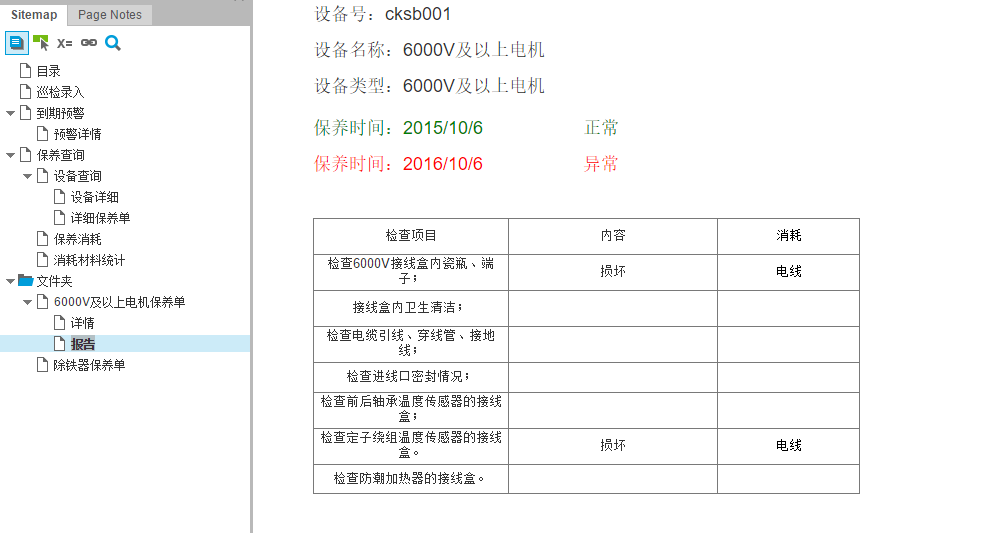 Sitemap Page Notes
x=
目录
巡检录入
到期预警
预警详情
保养查询
设备查询
设备详细
详细保养单
保养消耗
消耗材料统计
文件夹
6000V及以上电机保养单
详情
报告
除铁器保养单
设备号：cksb001
设备名称：6000V及以上电机
设备类型：6000V及以上电机
保养时间：2015/10/6 正常
保养时间：2016/10/6 异常
检查项目 内容 消耗
检查6000V接线盒内瓷瓶、端
子； 损坏 电线
接线盒内卫生清洁；
检查电缆引线、穿线管、接地
线；
检查进线口密封情况；
检查前后轴承温度传感器的接线
盒；
检查定子绕组温度传感器的接线
盒。 损坏 电线
检查防潮加热器的接线盒。